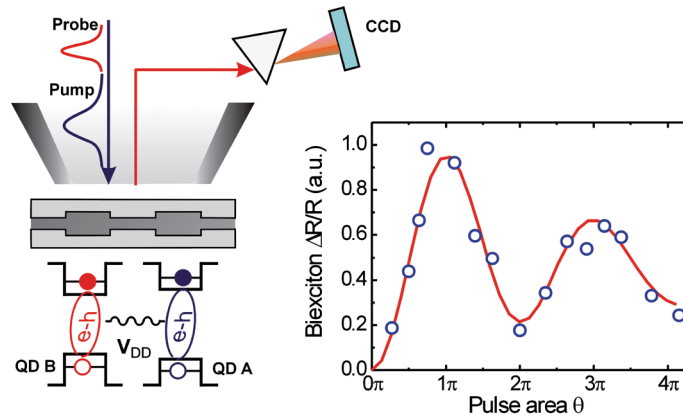 Probe
Pump
CCD
e-h
e-h
V_DD
QD B
QD A
Biexciton ΔR/R (a.u.)
1.0
0.8
0.6
0.4
0.2
0.0
0π 1π 2π 3π 4π
Pulse area θ